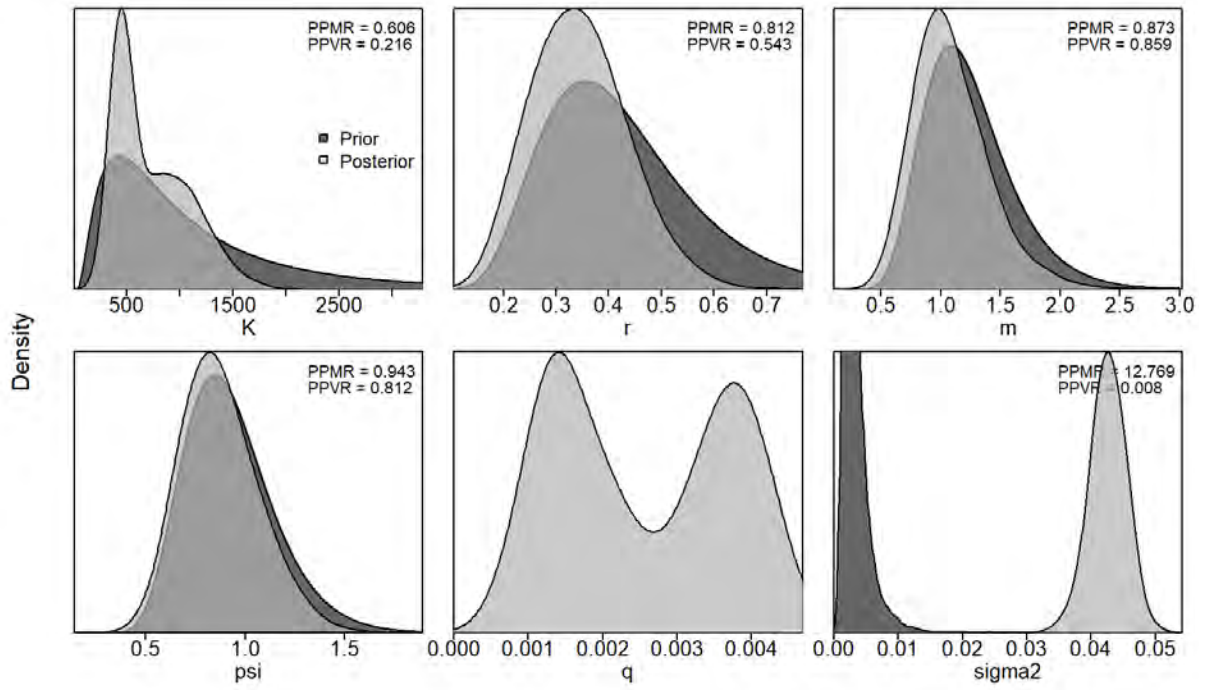 Density
PPMR = 0.606
PPVR = 0.216
Prior
Posterior
500 1500 2500
K
PPMR = 0.812
PPVR = 0.543
0.2 0.3 0.4 0.5 0.6 0.7
r
PPMR = 0.873
PPVR = 0.859
0.5 1.0 1.5 2.0 2.5 3.0
m
PPMR = 0.943
PPVR = 0.812
0.5 1.0 1.5
psi
0.000 0.001 0.002 0.003 0.004
q
PPMR = 12.769
PPVR = 0.008
0.00 0.01 0.02 0.03 0.04 0.05
sigma2